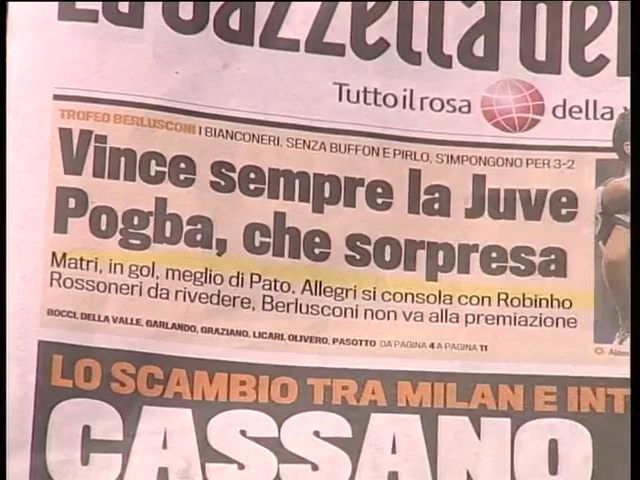 La Gazzetta del
Tutto il rosa della
TROFEO BERLUSCONI I BIANCONERI, SENZA BUFFON E PIRLO, S'IMPONGONO PER 3-2
Vince sempre la Juve
Pogba, che sorpresa
Matri, in gol, meglio di Pato. Allegri si consola con Robinho
Rossoneri da rivedere, Berlusconi non va alla premiazione
BOCCI, DELLA VALLE, GARLANDO, GRAZIANO, LICARI, OLIVERO, PASOTTO DA PAGINA 4 A PAGINA 11
LO SCAMBIO TRA MILAN E INT
CASSANO